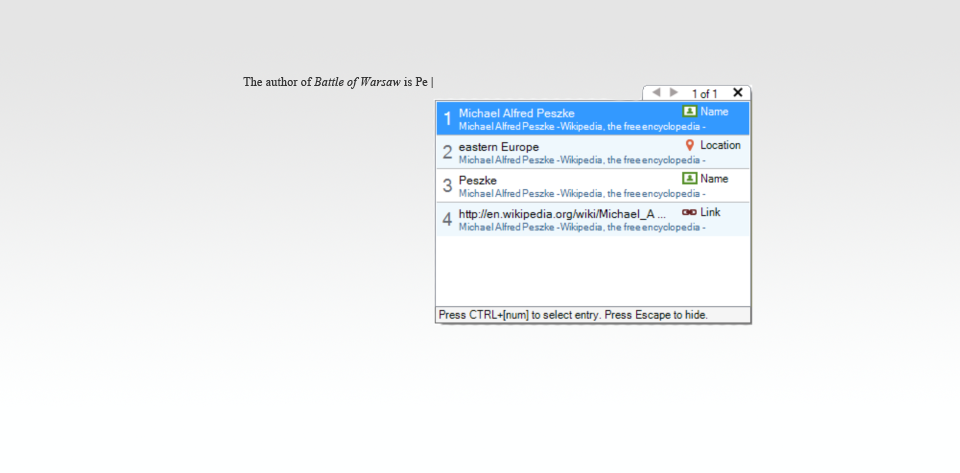 The author of Battle of Warsaw is Pe
1 of 1
1 Michael Alfred Peszke Name
Michael Alfred Peszke - Wikipedia, the free encyclopedia -
2 eastern Europe Location
Michael Alfred Peszke - Wikipedia, the free encyclopedia -
3 Peszke Name
Michael Alfred Peszke - Wikipedia, the free encyclopedia -
4 http://en.wikipedia.org/wiki/Michael_A ... Link
Michael Alfred Peszke - Wikipedia, the free encyclopedia -
Press CTRL+[num] to select entry. Press Escape to hide.